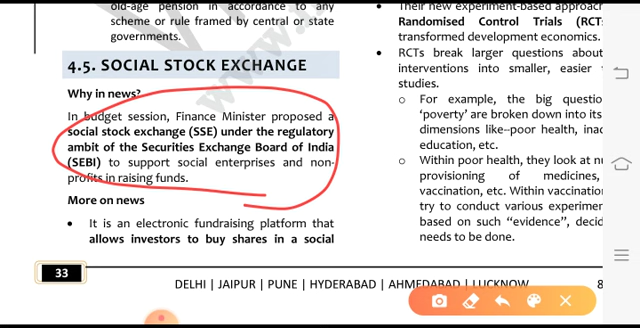 old-age pension in accordance to any
scheme or rule framed by central or state
governments.
4.5. SOCIAL STOCK EXCHANGE
Why in news?
In budget session, Finance Minister proposed a
social stock exchange (SSE) under the regulatory
ambit of the Securities Exchange Board of India
(SEBI) to support social enterprises and non-
profits in raising funds.
More on news
• It is an electronic fundraising platform that
allows investors to buy shares in a social
• Their new experiment-based approach
Randomised Control Trials (RCT
transformed development economics.
• RCTs break larger questions about
interventions into smaller, easier
studies.
o For example, the big questio
'poverty' are broken down into its
dimensions like--poor health, inad
education, etc.
o Within poor health, they look at nu
provisioning of medicines,
vaccination, etc. Within vaccination
try to conduct various experimen
based on such "evidence", decid
needs to be done.
33
DELHI | JAIPUR | PUNE | HYDERABAD | AHMEDABAD | LUCKNOW
8